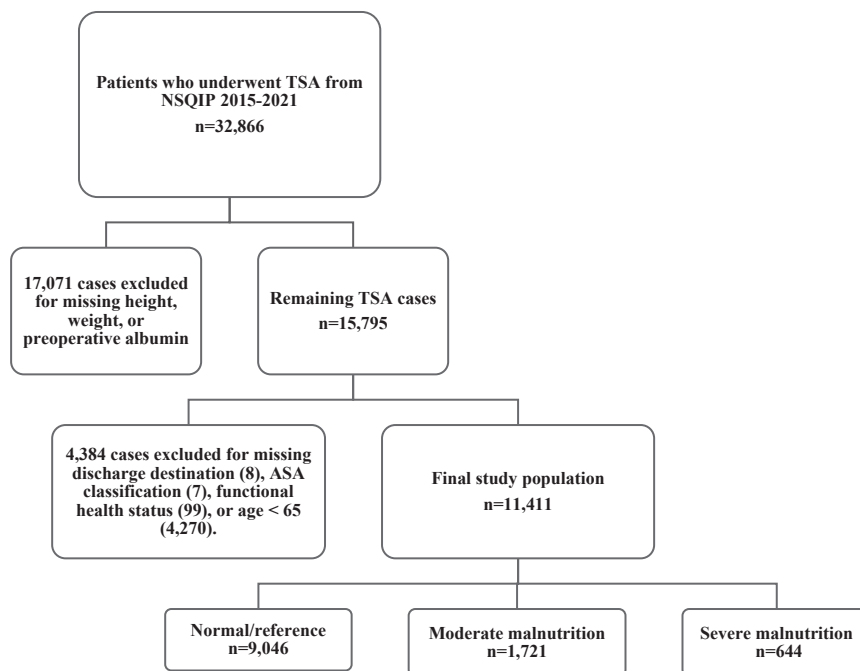 Patients who underwent TSA from
NSQIP 2015-2021
n=32,866
17,071 cases excluded
for missing height,
weight, or
preoperative albumin
Remaining TSA cases
n=15,795
4,384 cases excluded for missing
discharge destination (8), ASA
classification (7), functional
health status (99), or age < 65
(4,270).
Final study population
n=11,411
Normal/reference
n=9,046
Moderate malnutrition
n=1,721
Severe malnutrition
n=644